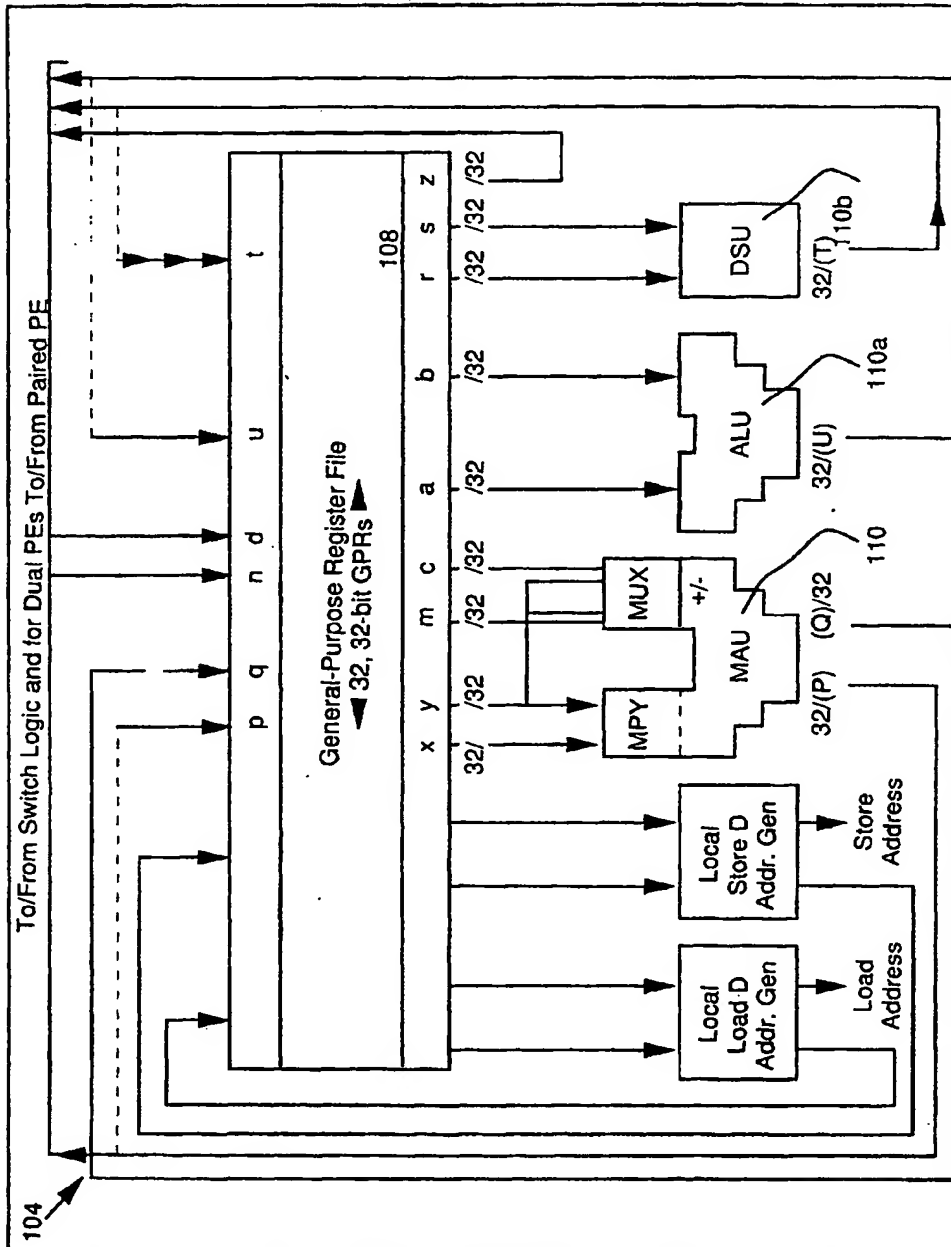 To/From Switch Logic and for Dual PEs To/From Paired PE
104
p
q
n
d
u
t
General-Purpose Register File
32, 32-bit GPRs
108
x
y
m
c
a
b
r
s
z
32/
/32
/32
/32
/32
/32
/32
/32
/32
Local
Load D
Addr. Gen
Local
Store D
Addr. Gen
MPY
MUX
+/-
MAU
ALU
DSU
Load
Address
Store
Address
32/(P)
(Q)/32
110
32/(U)
110a
32/(T)
110b